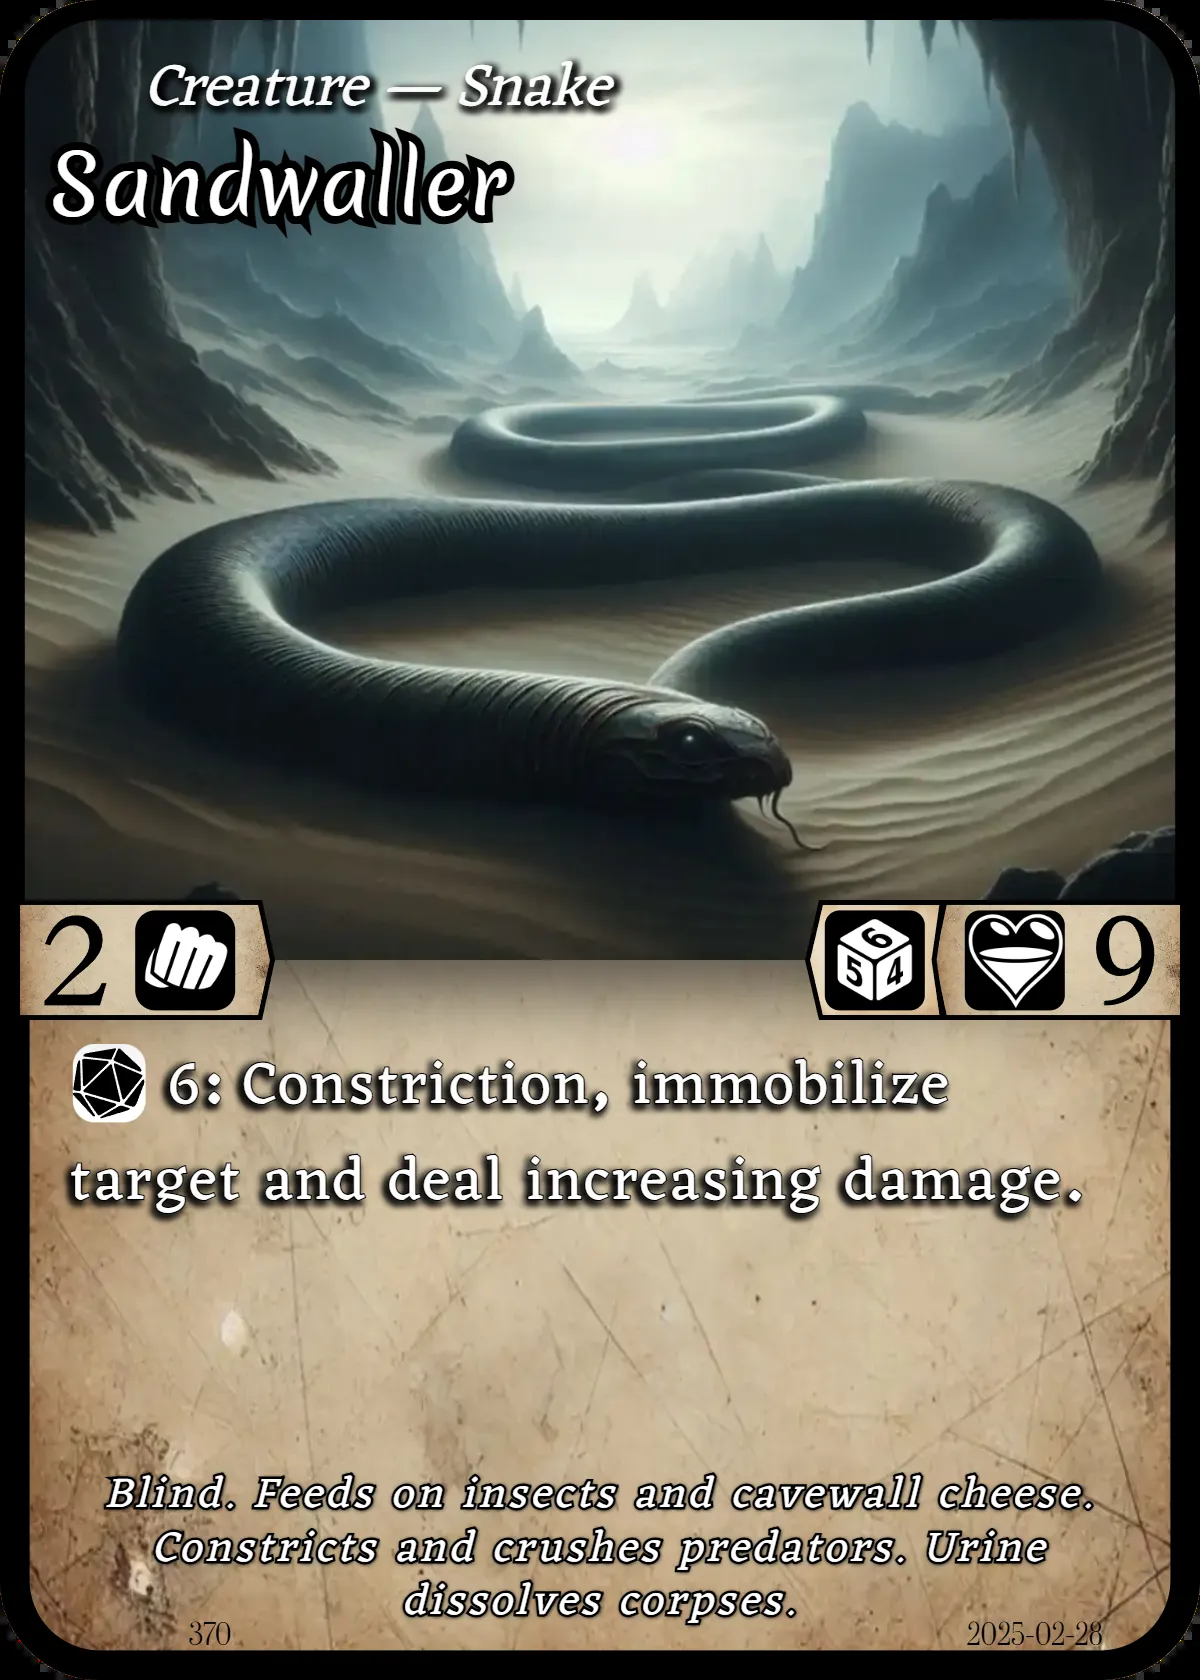 Creature — Snake
Sandwaller
2
6
5 4
9
6: Constriction, immobilize
target and deal increasing damage.
Blind. Feeds on insects and cavewall cheese.
Constricts and crushes predators. Urine
dissolves corpses.
370
2025-02-28